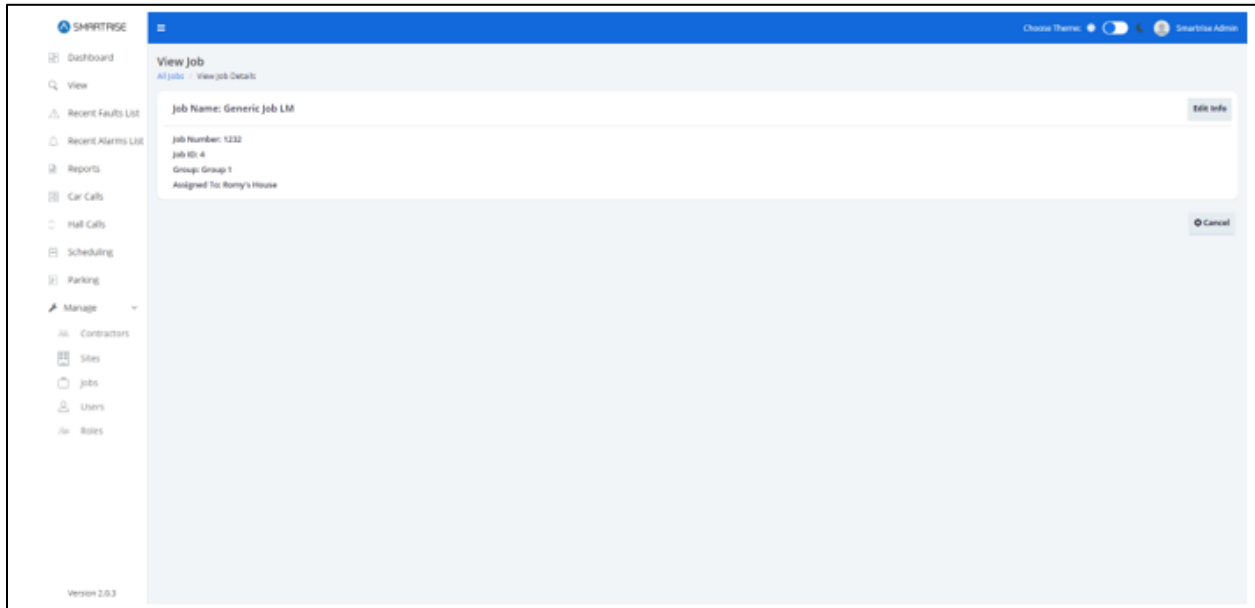 SMARTRISE
Choose Theme:
Smartrise Admin
Dashboard
View
Recent Faults List
Recent Alarms List
Reports
Car Calls
Hall Calls
Scheduling
Parking
Manage
Contractors
Sites
Jobs
Users
Roles
Version 2.0.3
View Job
All Jobs / View Job Details
Job Name: Generic Job LM
Edit Info
Job Number: 1232
Job ID: 4
Group: Group 1
Assigned To: Romy's House
Cancel